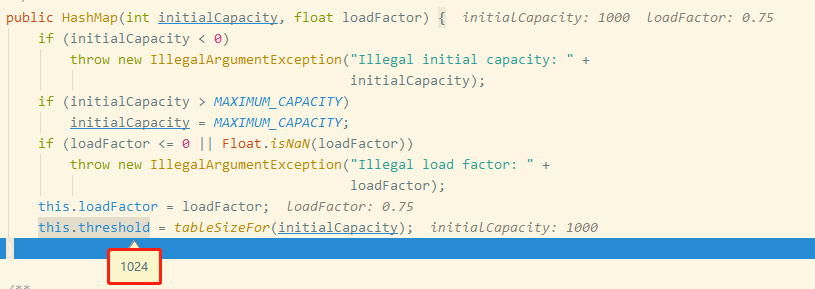 public HashMap(int initialCapacity, float loadFactor) { initialCapacity: 1000 loadFactor: 0.75
if (initialCapacity < 0)
throw new IllegalArgumentException("Illegal initial capacity: " +
initialCapacity);
if (initialCapacity > MAXIMUM_CAPACITY)
initialCapacity = MAXIMUM_CAPACITY;
if (loadFactor <= 0 || Float.isNaN(loadFactor))
throw new IllegalArgumentException("Illegal load factor: " +
loadFactor);
this.loadFactor = loadFactor; loadFactor: 0.75
this.threshold = tableSizeFor(initialCapacity); initialCapacity: 1000
1024
/**